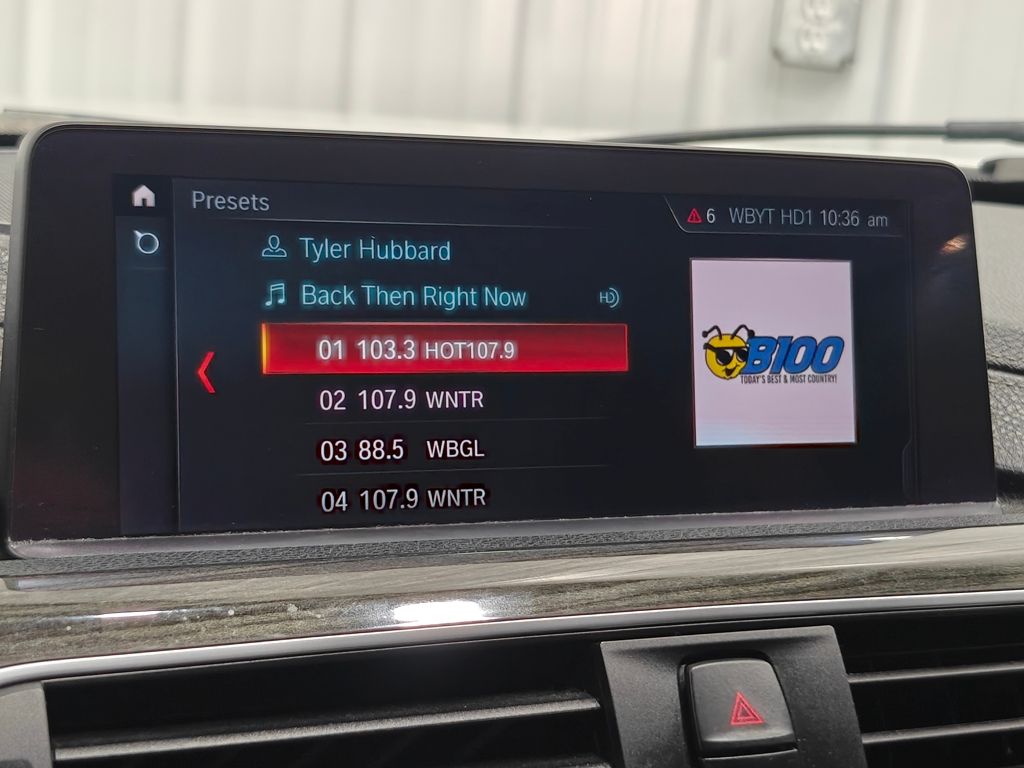 Presets
6 WBYT HD1 10:36 am
Tyler Hubbard
Back Then Right Now HD
01 103.3 HOT107.9
02 107.9 WNTR
03 88.5 WBGL
04 107.9 WNTR
B100
TODAY'S BEST & MOST COUNTRY!